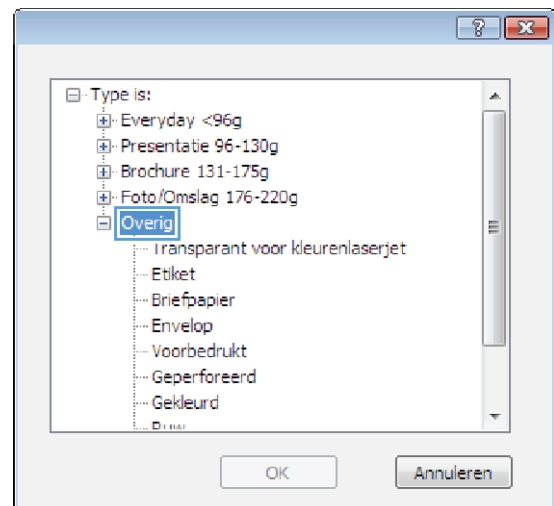 Type is:
Everyday <96g
Presentatie 96-130g
Brochure 131-175g
Foto/Omslag 176-220g
Overig
Transparant voor kleurenlaserjet
Etiket
Briefpapier
Envelop
Voorbedrukt
Geperforeerd
Gekleurd
OK Annuleren